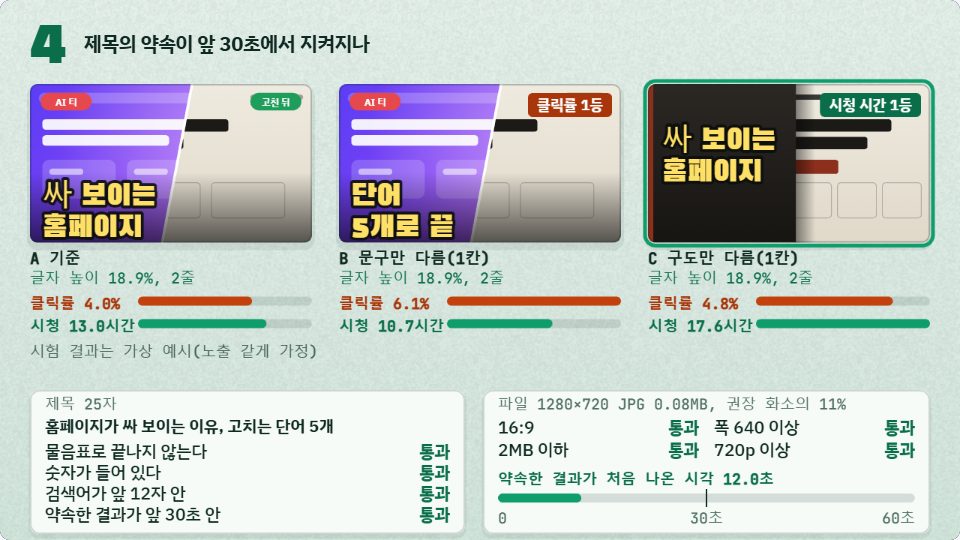 4 제목의 약속이 앞 30초에서 지켜지나
AI 티
고친 뒤
싸 보이는
홈페이지
AI 티
클릭률 1등
단어
5개로 끝
시청 시간 1등
싸 보이는
홈페이지
A 기준
글자 높이 18.9%, 2줄
클릭률 4.0%
시청 13.0시간
시험 결과는 가상 예시(노출 같게 가정)
B 문구만 다름(1칸)
글자 높이 18.9%, 2줄
클릭률 6.1%
시청 10.7시간
C 구도만 다름(1칸)
글자 높이 18.9%, 2줄
클릭률 4.8%
시청 17.6시간
제목 25자
홈페이지가 싸 보이는 이유, 고치는 단어 5개
물음표로 끝나지 않는다 통과
숫자가 들어 있다 통과
검색어가 앞 12자 안 통과
약속한 결과가 앞 30초 안 통과
파일 1280×720 JPG 0.08MB, 권장 화소의 11%
16:9 통과 폭 640 이상 통과
2MB 이하 통과 720p 이상 통과
약속한 결과가 처음 나온 시각 12.0초
0 30초 60초